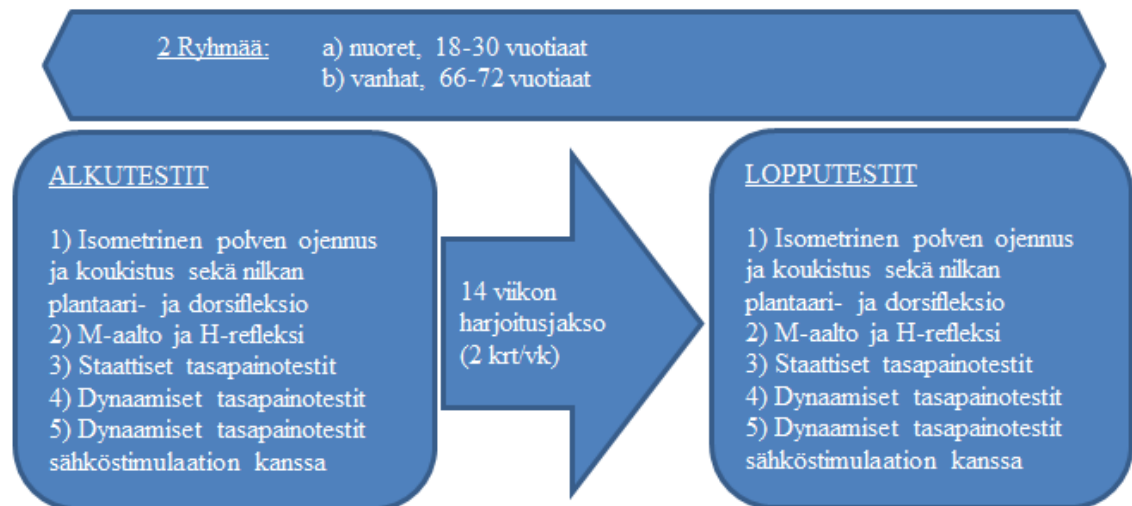 2 Ryhmää: a) nuoret, 18-30 vuotiaat
b) vanhat, 66-72 vuotiaat
ALKUTESTIT
1) Isometrinen polven ojennus
ja koukistus sekä nilkan
plantaari- ja dorsifleksio
2) M-aalto ja H-refleksi
3) Staattiset tasapainotestit
4) Dynaamiset tasapainotestit
5) Dynaamiset tasapainotestit
sähköstimulaation kanssa
14 viikon
harjoitusjakso
(2 krt/vk)
LOPPUTESTIT
1) Isometrinen polven ojennus
ja koukistus sekä nilkan
plantaari- ja dorsifleksio
2) M-aalto ja H-refleksi
3) Staattiset tasapainotestit
4) Dynaamiset tasapainotestit
5) Dynaamiset tasapainotestit
sähköstimulaation kanssa